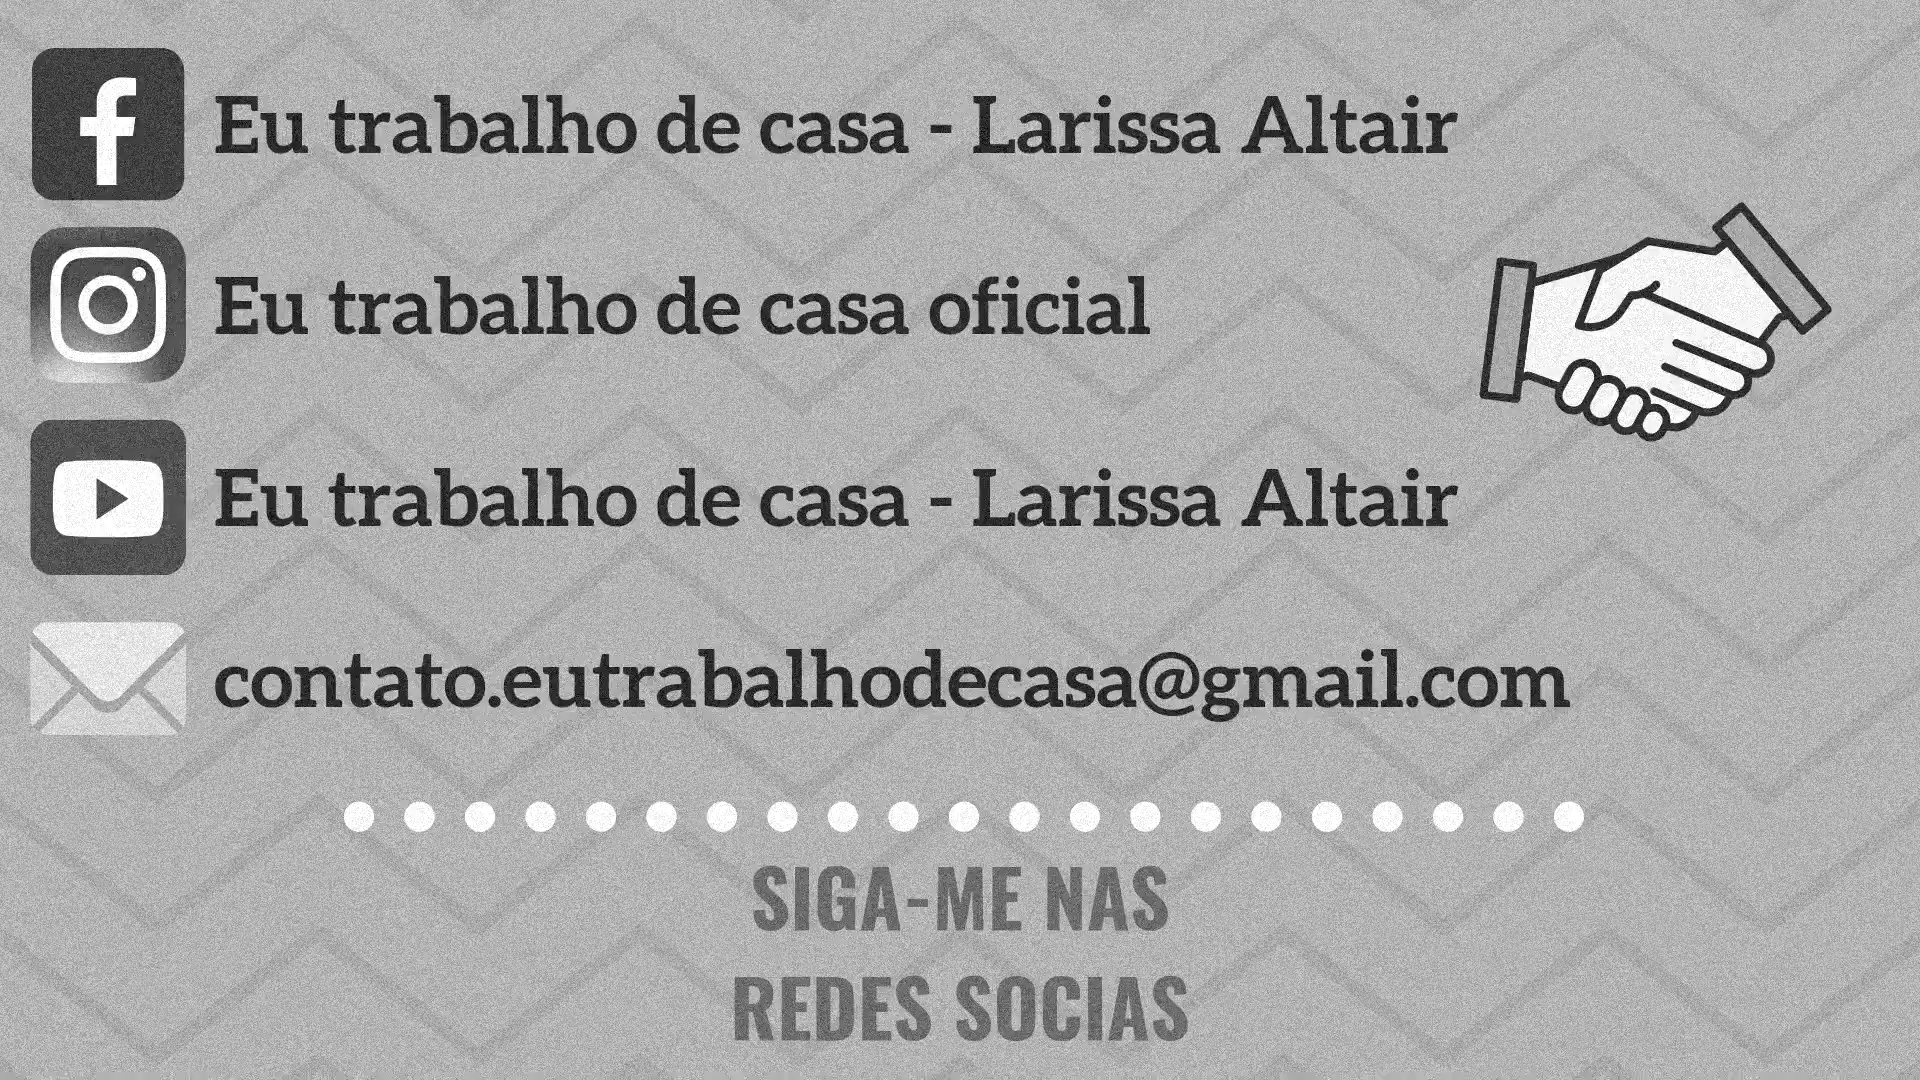 Eu trabalho de casa - Larissa Altair
Eu trabalho de casa oficial
Eu trabalho de casa - Larissa Altair
contato.eutrabalhodecasa@gmail.com
SIGA-ME NAS
REDES SOCIAS